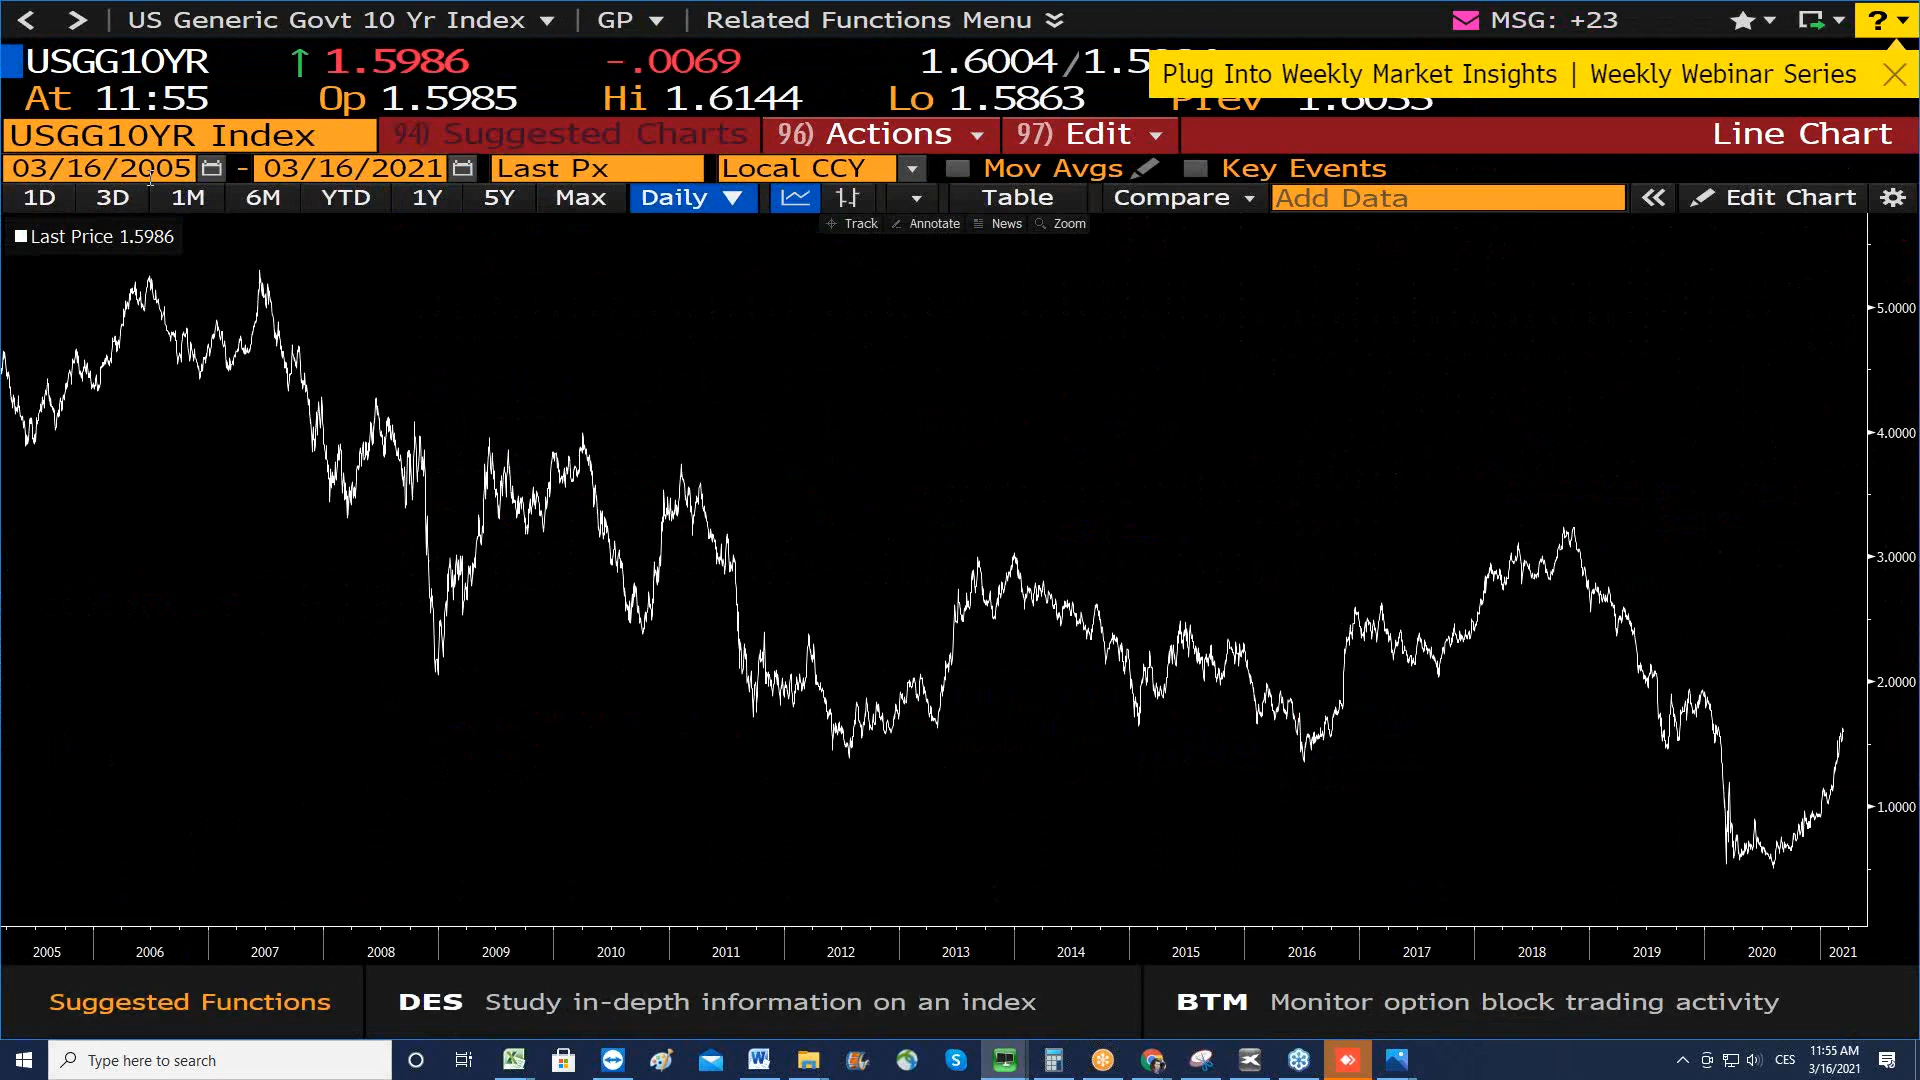 US Generic Govt 10 Yr Index GP Related Functions Menu MSG: +23 ?
USGG10YR ↑ 1.5986 -.0069 1.6004/1.5
Plug Into Weekly Market Insights | Weekly Webinar Series
At 11:55 Op 1.5985 Hi 1.6144 Lo 1.5863 Prev
USGG10YR Index 94) Suggested Charts 96) Actions 97) Edit Line Chart
03/16/2005 - 03/16/2021 Last Px Local CCY Mov Avgs Key Events
1D 3D 1M 6M YTD 1Y 5Y Max Daily ▼ Table Compare Add Data « Edit Chart
Track Annotate News Zoom
Last Price 1.5986
5.0000
4.0000
3.0000
2.0000
1.0000
2005 2006 2007 2008 2009 2010 2011 2012 2013 2014 2015 2016 2017 2018 2019 2020 2021
Suggested Functions DES Study in-depth information on an index BTM Monitor option block trading activity
Type here to search CES 11:55 AM
3/16/2021